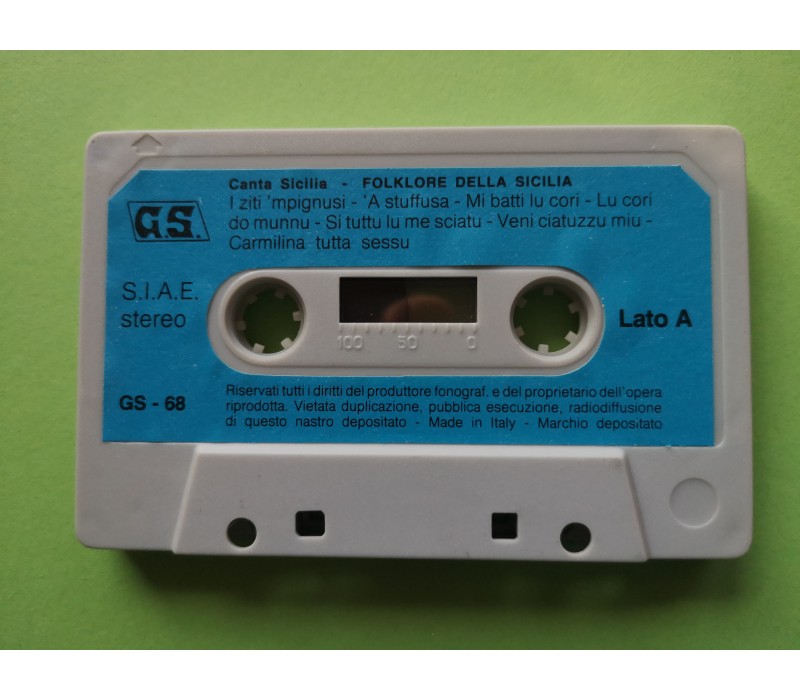 Canta Sicilia - FOLKLORE DELLA SICILIA
I ziti 'mpignusi - 'A stuffusa - Mi batti lu cori - Lu cori
do munnu - Si tuttu lu me sciatu - Veni ciatuzzu miu -
Carmilina tutta sessu
G.S.
S.I.A.E.
stereo
100 50 0
Lato A
GS - 68
Riservati tutti i diritti del produttore fonograf. e del proprietario dell'opera
riprodotta. Vietata duplicazione, pubblica esecuzione, radiodiffusione
di questo nastro depositato - Made in Italy - Marchio depositato